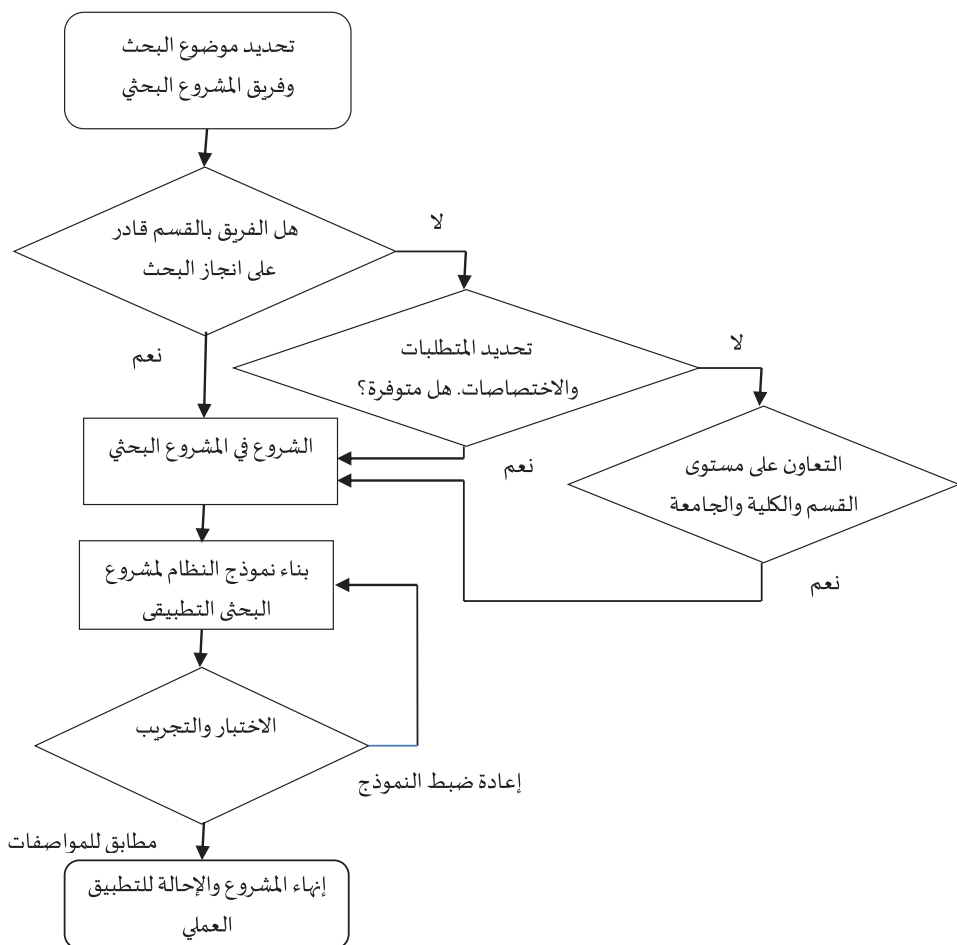 تحديد موضوع البحث
وفريق المشروع البحثي
هل الفريق بالقسم قادر
على انجاز البحث
لا
نعم
تحديد المتطلبات
والاختصاصات. هل متوفرة؟
لا
نعم
التعاون على مستوى
القسم والكلية والجامعة
نعم
الشروع في المشروع البحثي
بناء نموذج النظام لمشروع
البحثي التطبيقي
الاختبار والتجريب
إعادة ضبط النموذج
مطابق للمواصفات
إنهاء المشروع والإحالة للتطبيق
العملي